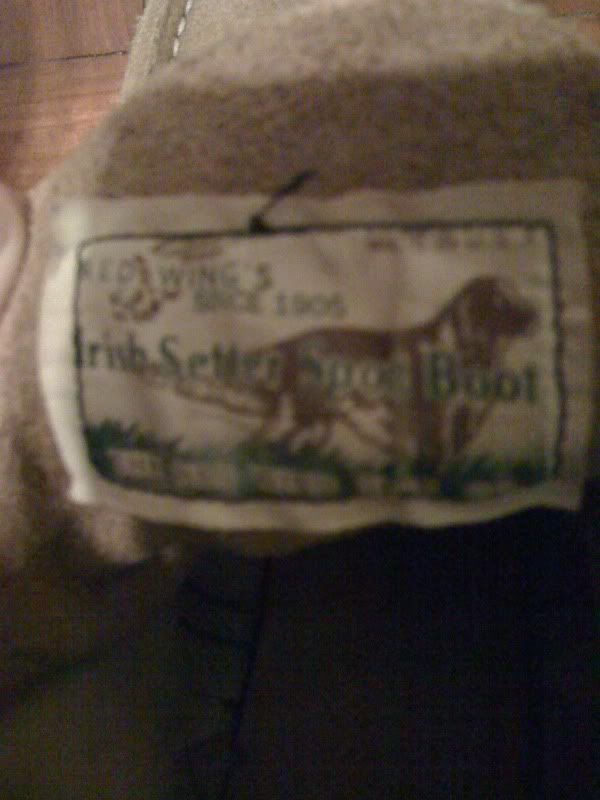 RED WING'S
SINCE 1905
Irish Setter Sport Boot